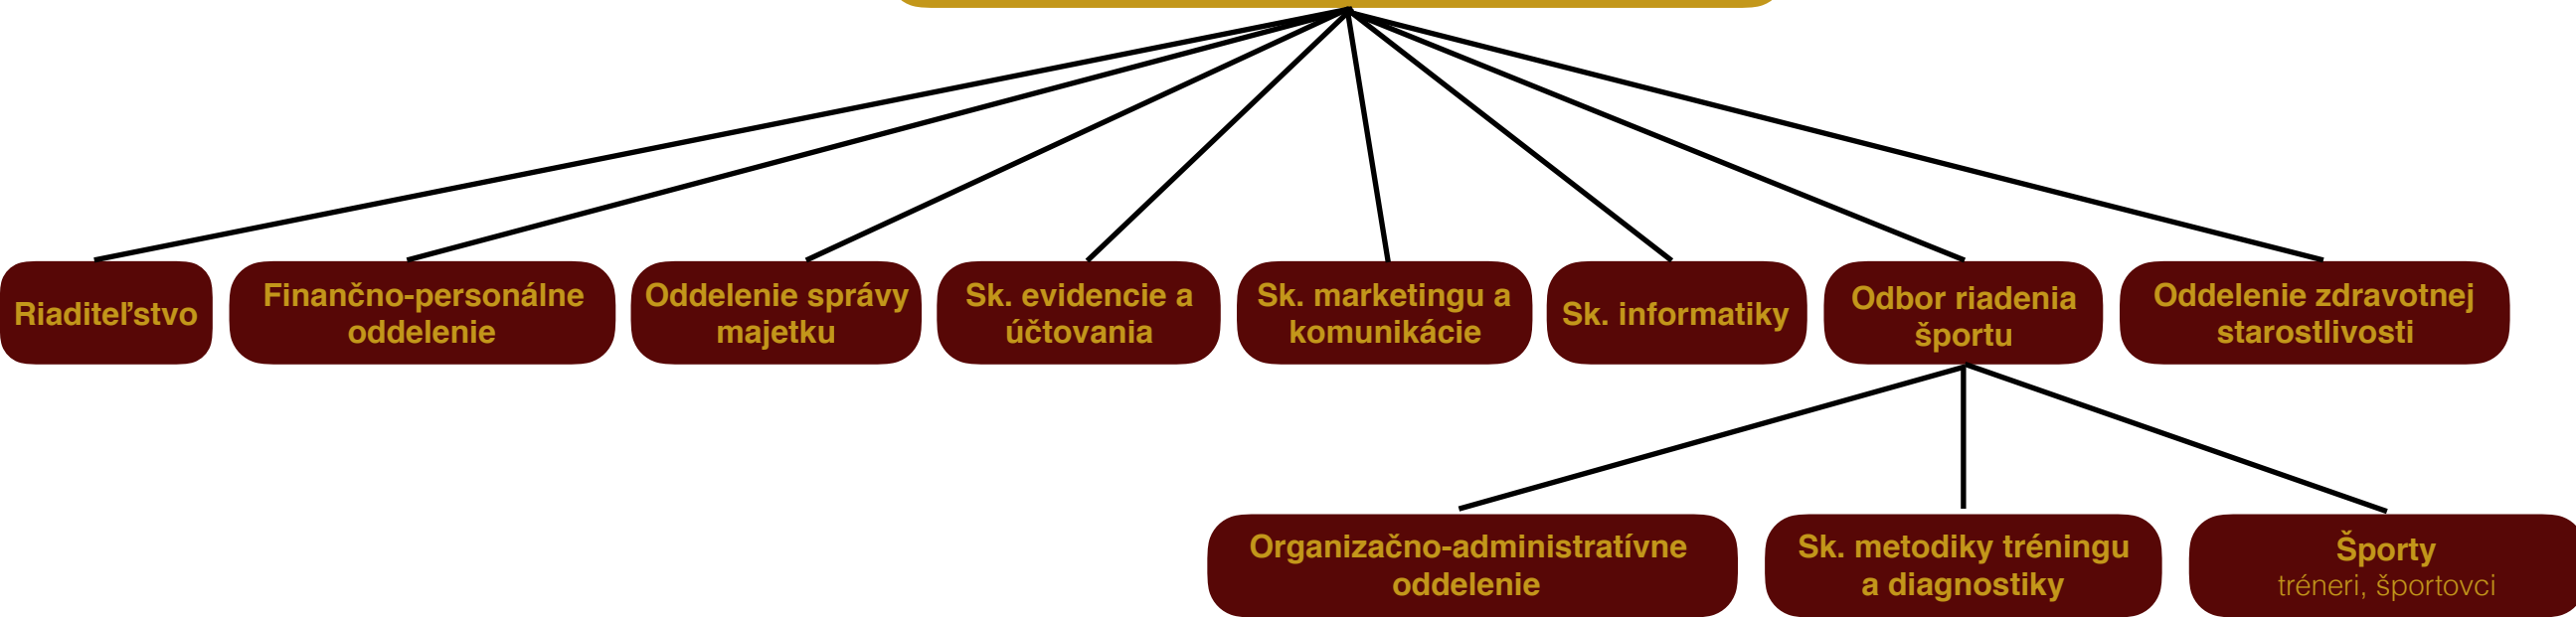 Riaditeľstvo
Finančno-personálne
oddelenie
Oddelenie správy
majetku
Sk. evidencie a
účtovania
Sk. marketingu a
komunikácie
Sk. informatiky
Odbor riadenia
športu
Oddelenie zdravotnej
starostlivosti
Organizačno-administratívne
oddelenie
Sk. metodiky tréningu
a diagnostiky
Športy
tréneri, športovci